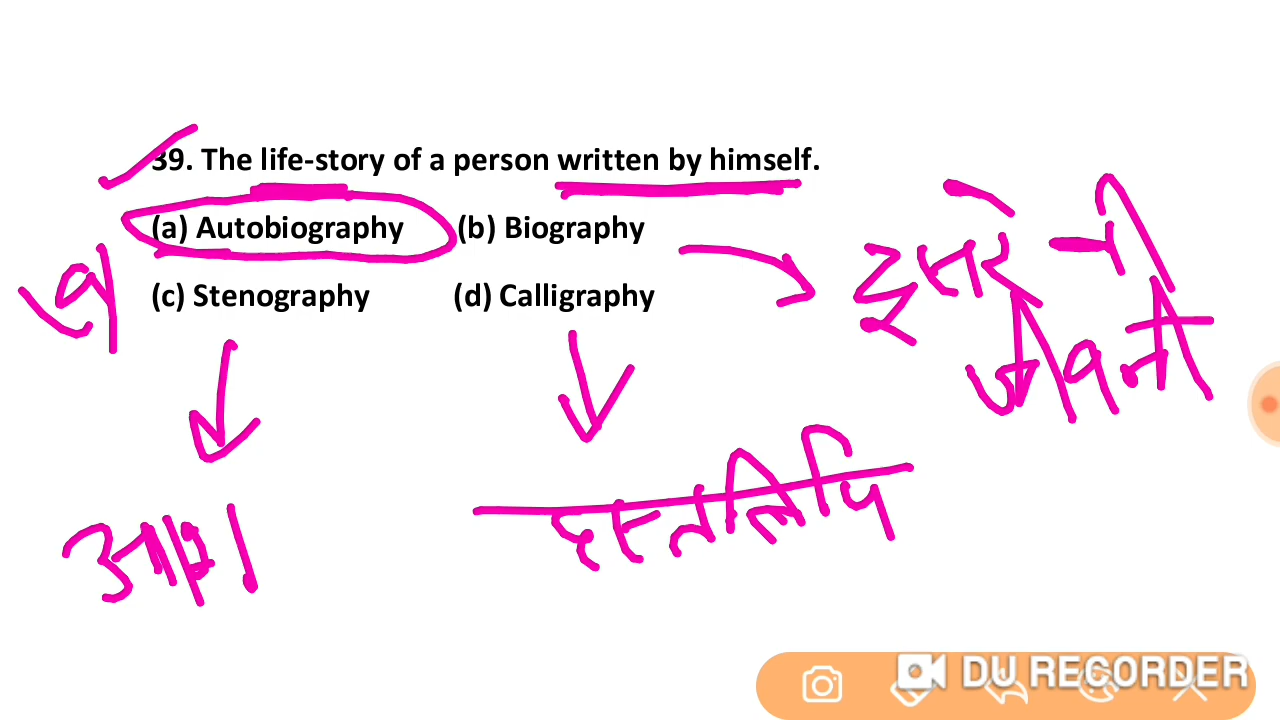 39. The life-story of a person written by himself.
(a) Autobiography (b) Biography
(c) Stenography (d) Calligraphy
दूसरे की
जीवनी
हस्तलिपि
DU RECORDER